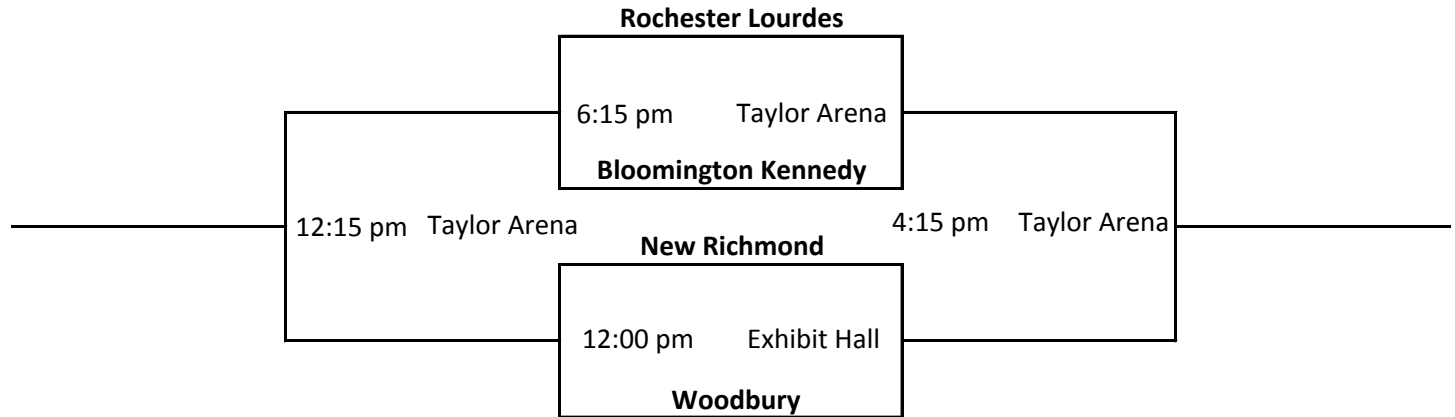 Rochester Lourdes
6:15 pm Taylor Arena
Bloomington Kennedy
12:15 pm Taylor Arena
4:15 pm Taylor Arena
New Richmond
12:00 pm Exhibit Hall
Woodbury